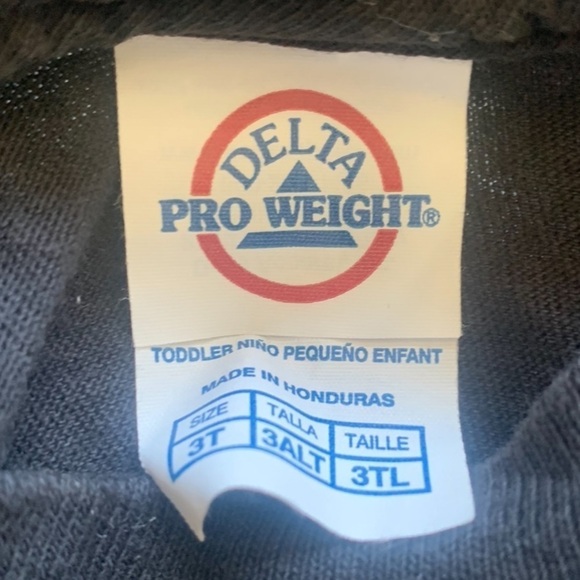 DELTA
PRO WEIGHT®
TODDLER NIÑO PEQUEÑO ENFANT
MADE IN HONDURAS
SIZE TALLA TAILLE
3T 3ALT 3TL